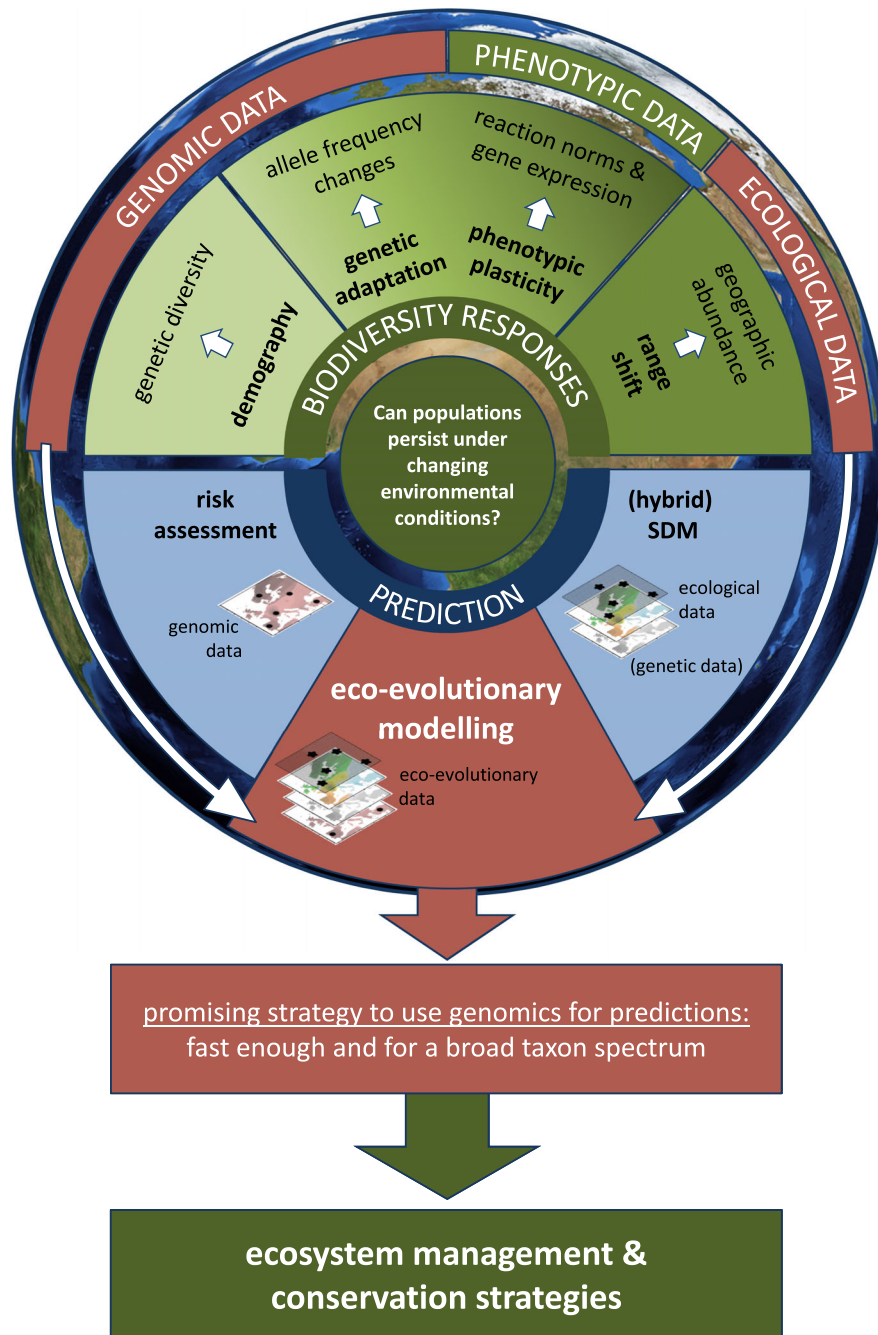 GENOMIC DATA
PHENOTYPIC DATA
ECOLOGICAL DATA
genetic diversity
demography
allele frequency
changes
genetic
adaptation
reaction norms &
gene expression
phenotypic
plasticity
geographic
abundance
range
shift
BIODIVERSITY RESPONSES
Can populations
persist under
changing
environmental
conditions?
PREDICTION
risk
assessment
genomic
data
(hybrid)
SDM
ecological
data
(genetic data)
eco-evolutionary
modelling
eco-evolutionary
data
promising strategy to use genomics for predictions:
fast enough and for a broad taxon spectrum
ecosystem management &
conservation strategies